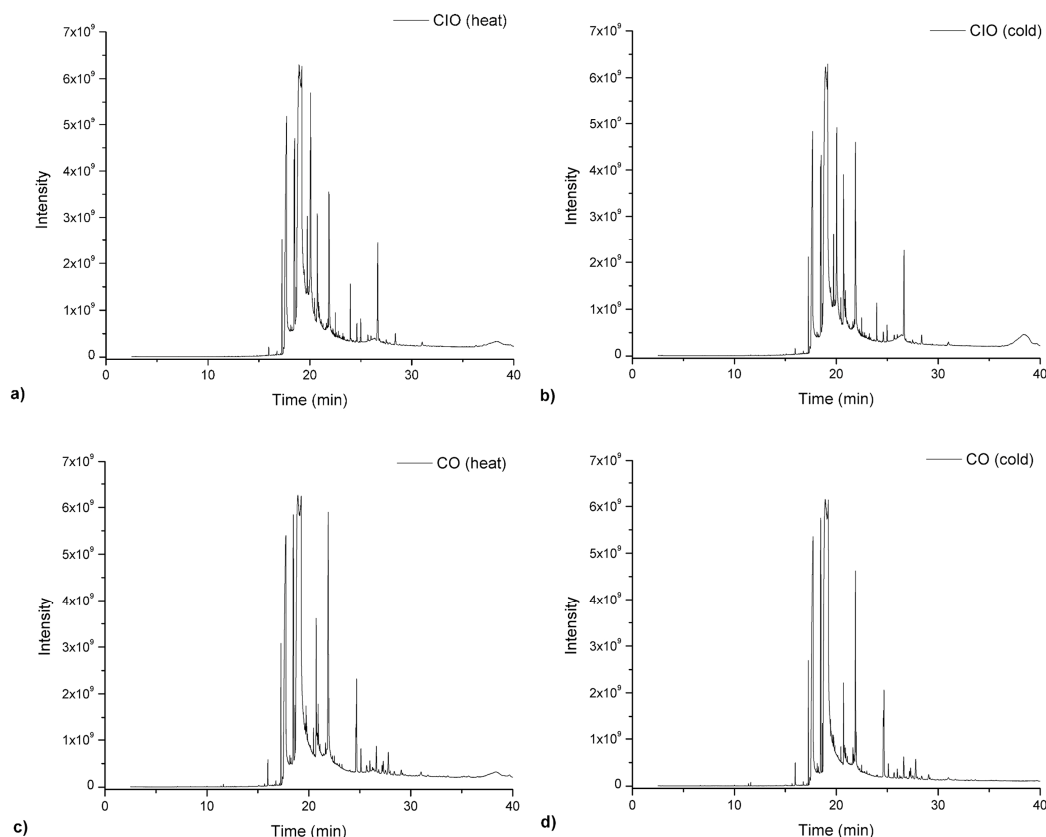 CIO (heat)
7x10⁹
6x10⁹
5x10⁹
4x10⁹
3x10⁹
2x10⁹
1x10⁹
0
Intensity
0 10 20 30 40
Time (min)
a)
CIO (cold)
7x10⁹
6x10⁹
5x10⁹
4x10⁹
3x10⁹
2x10⁹
1x10⁹
0
Intensity
0 10 20 30 40
Time (min)
b)
CO (heat)
7x10⁹
6x10⁹
5x10⁹
4x10⁹
3x10⁹
2x10⁹
1x10⁹
0
Intensity
0 10 20 30 40
Time (min)
c)
CO (cold)
7x10⁹
6x10⁹
5x10⁹
4x10⁹
3x10⁹
2x10⁹
1x10⁹
0
Intensity
0 10 20 30 40
Time (min)
d)